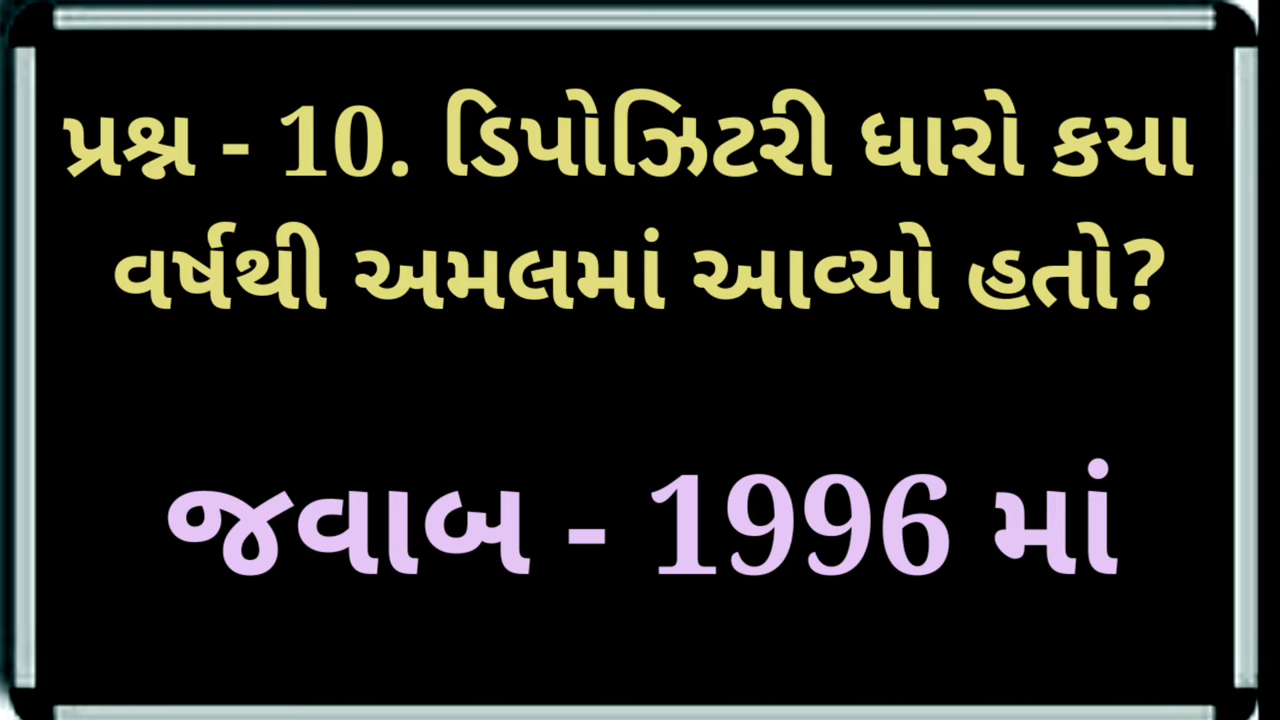 પ્રશ્ન - 10. ડિપોઝિટરી ધારો કયા
વર્ષથી અમલમાં આવ્યો હતો?
જવાબ - 1996 માં